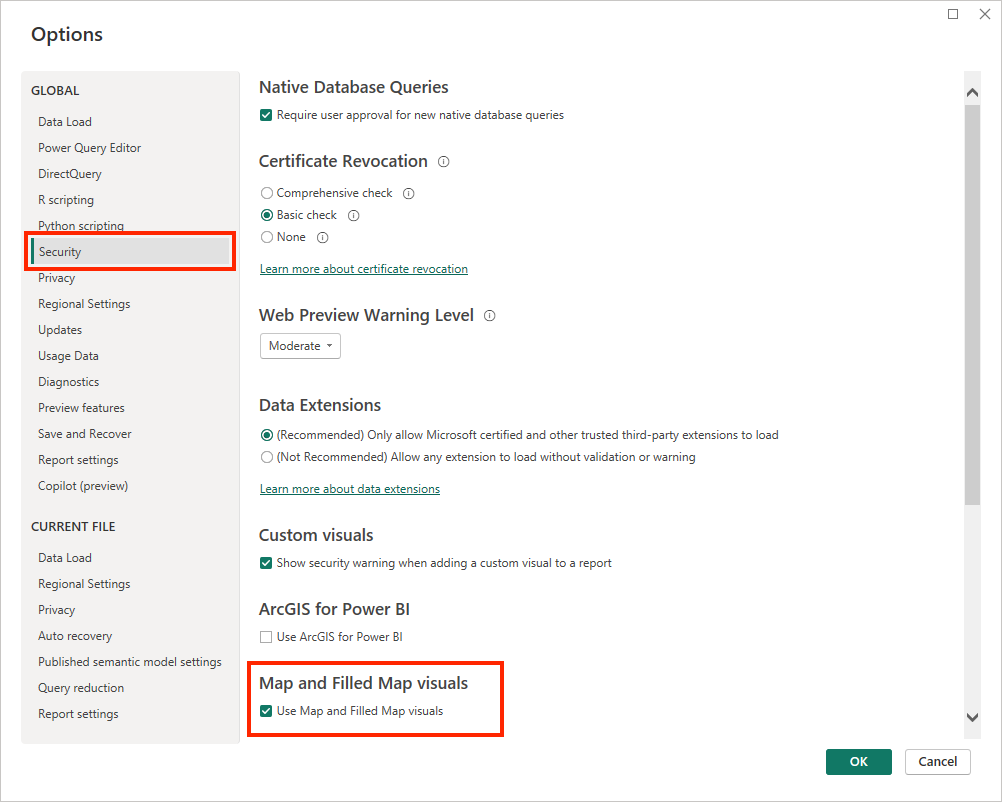 Options
GLOBAL
Data Load
Power Query Editor
DirectQuery
R scripting
Python scripting
Security
Privacy
Regional Settings
Updates
Usage Data
Diagnostics
Preview features
Save and Recover
Report settings
Copilot (preview)
CURRENT FILE
Data Load
Regional Settings
Privacy
Auto recovery
Published semantic model settings
Query reduction
Report settings
Native Database Queries
Require user approval for new native database queries
Certificate Revocation
Comprehensive check
Basic check
None
Learn more about certificate revocation
Web Preview Warning Level
Moderate
Data Extensions
(Recommended) Only allow Microsoft certified and other trusted third-party extensions to load
(Not Recommended) Allow any extension to load without validation or warning
Learn more about data extensions
Custom visuals
Show security warning when adding a custom visual to a report
ArcGIS for Power BI
Use ArcGIS for Power BI
Map and Filled Map visuals
Use Map and Filled Map visuals
OK
Cancel